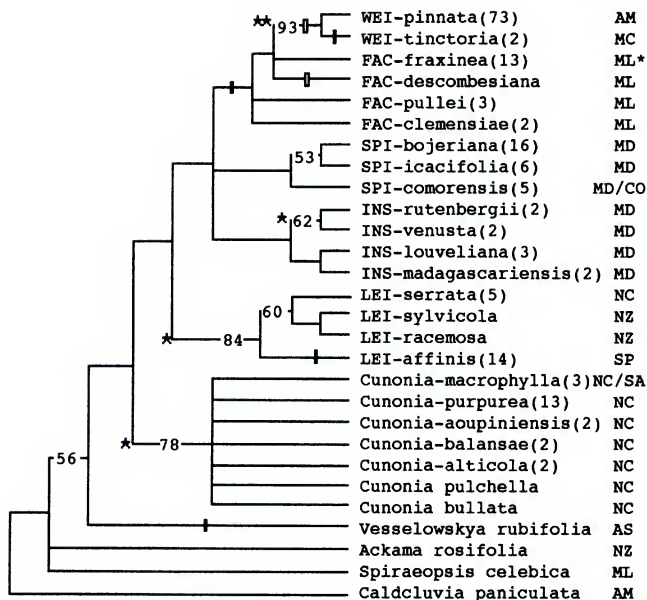 ** 93 WEI-pinnata(73) AM
WEI-tinctoria(2) MC
FAC-fraxinea(13) ML*
FAC-descombesiana ML
FAC-pullei(3) ML
FAC-clemensiae(2) ML
53 SPI-bojeriana(16) MD
SPI-icacifolia(6) MD
SPI-comorensis(5) MD/CO
* 62 INS-rutenbergii(2) MD
INS-venusta(2) MD
INS-louveliana(3) MD
INS-madagascariensis(2) MD
60 LEI-serrata(5) NC
LEI-sylvicola NZ
* 84 LEI-racemosa NZ
LEI-affinis(14) SP
Cunonia-macrophylla(3) NC/SA
Cunonia-purpurea(13) NC
Cunonia-aoupiniensis(2) NC
* 78 Cunonia-balansae(2) NC
56 Cunonia-alticola(2) NC
Cunonia pulchella NC
Cunonia bullata NC
Vesselowskya rubifolia AS
Ackama rosifolia NZ
Spiraeopsis celebica ML
Caldcluvia paniculata AM